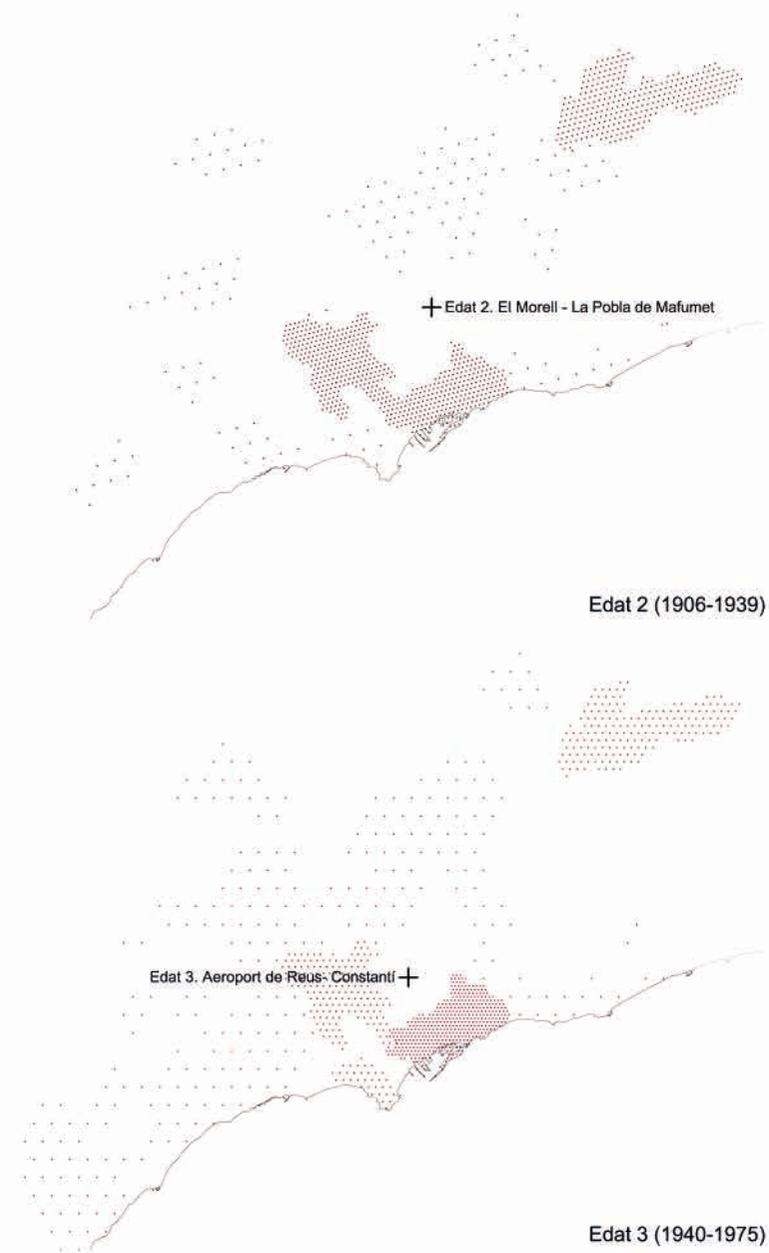 Edat 2. El Morell - La Pobla de Mafumet
Edat 2 (1906-1939)
Edat 3. Aeroport de Reus- Constantí
Edat 3 (1940-1975)